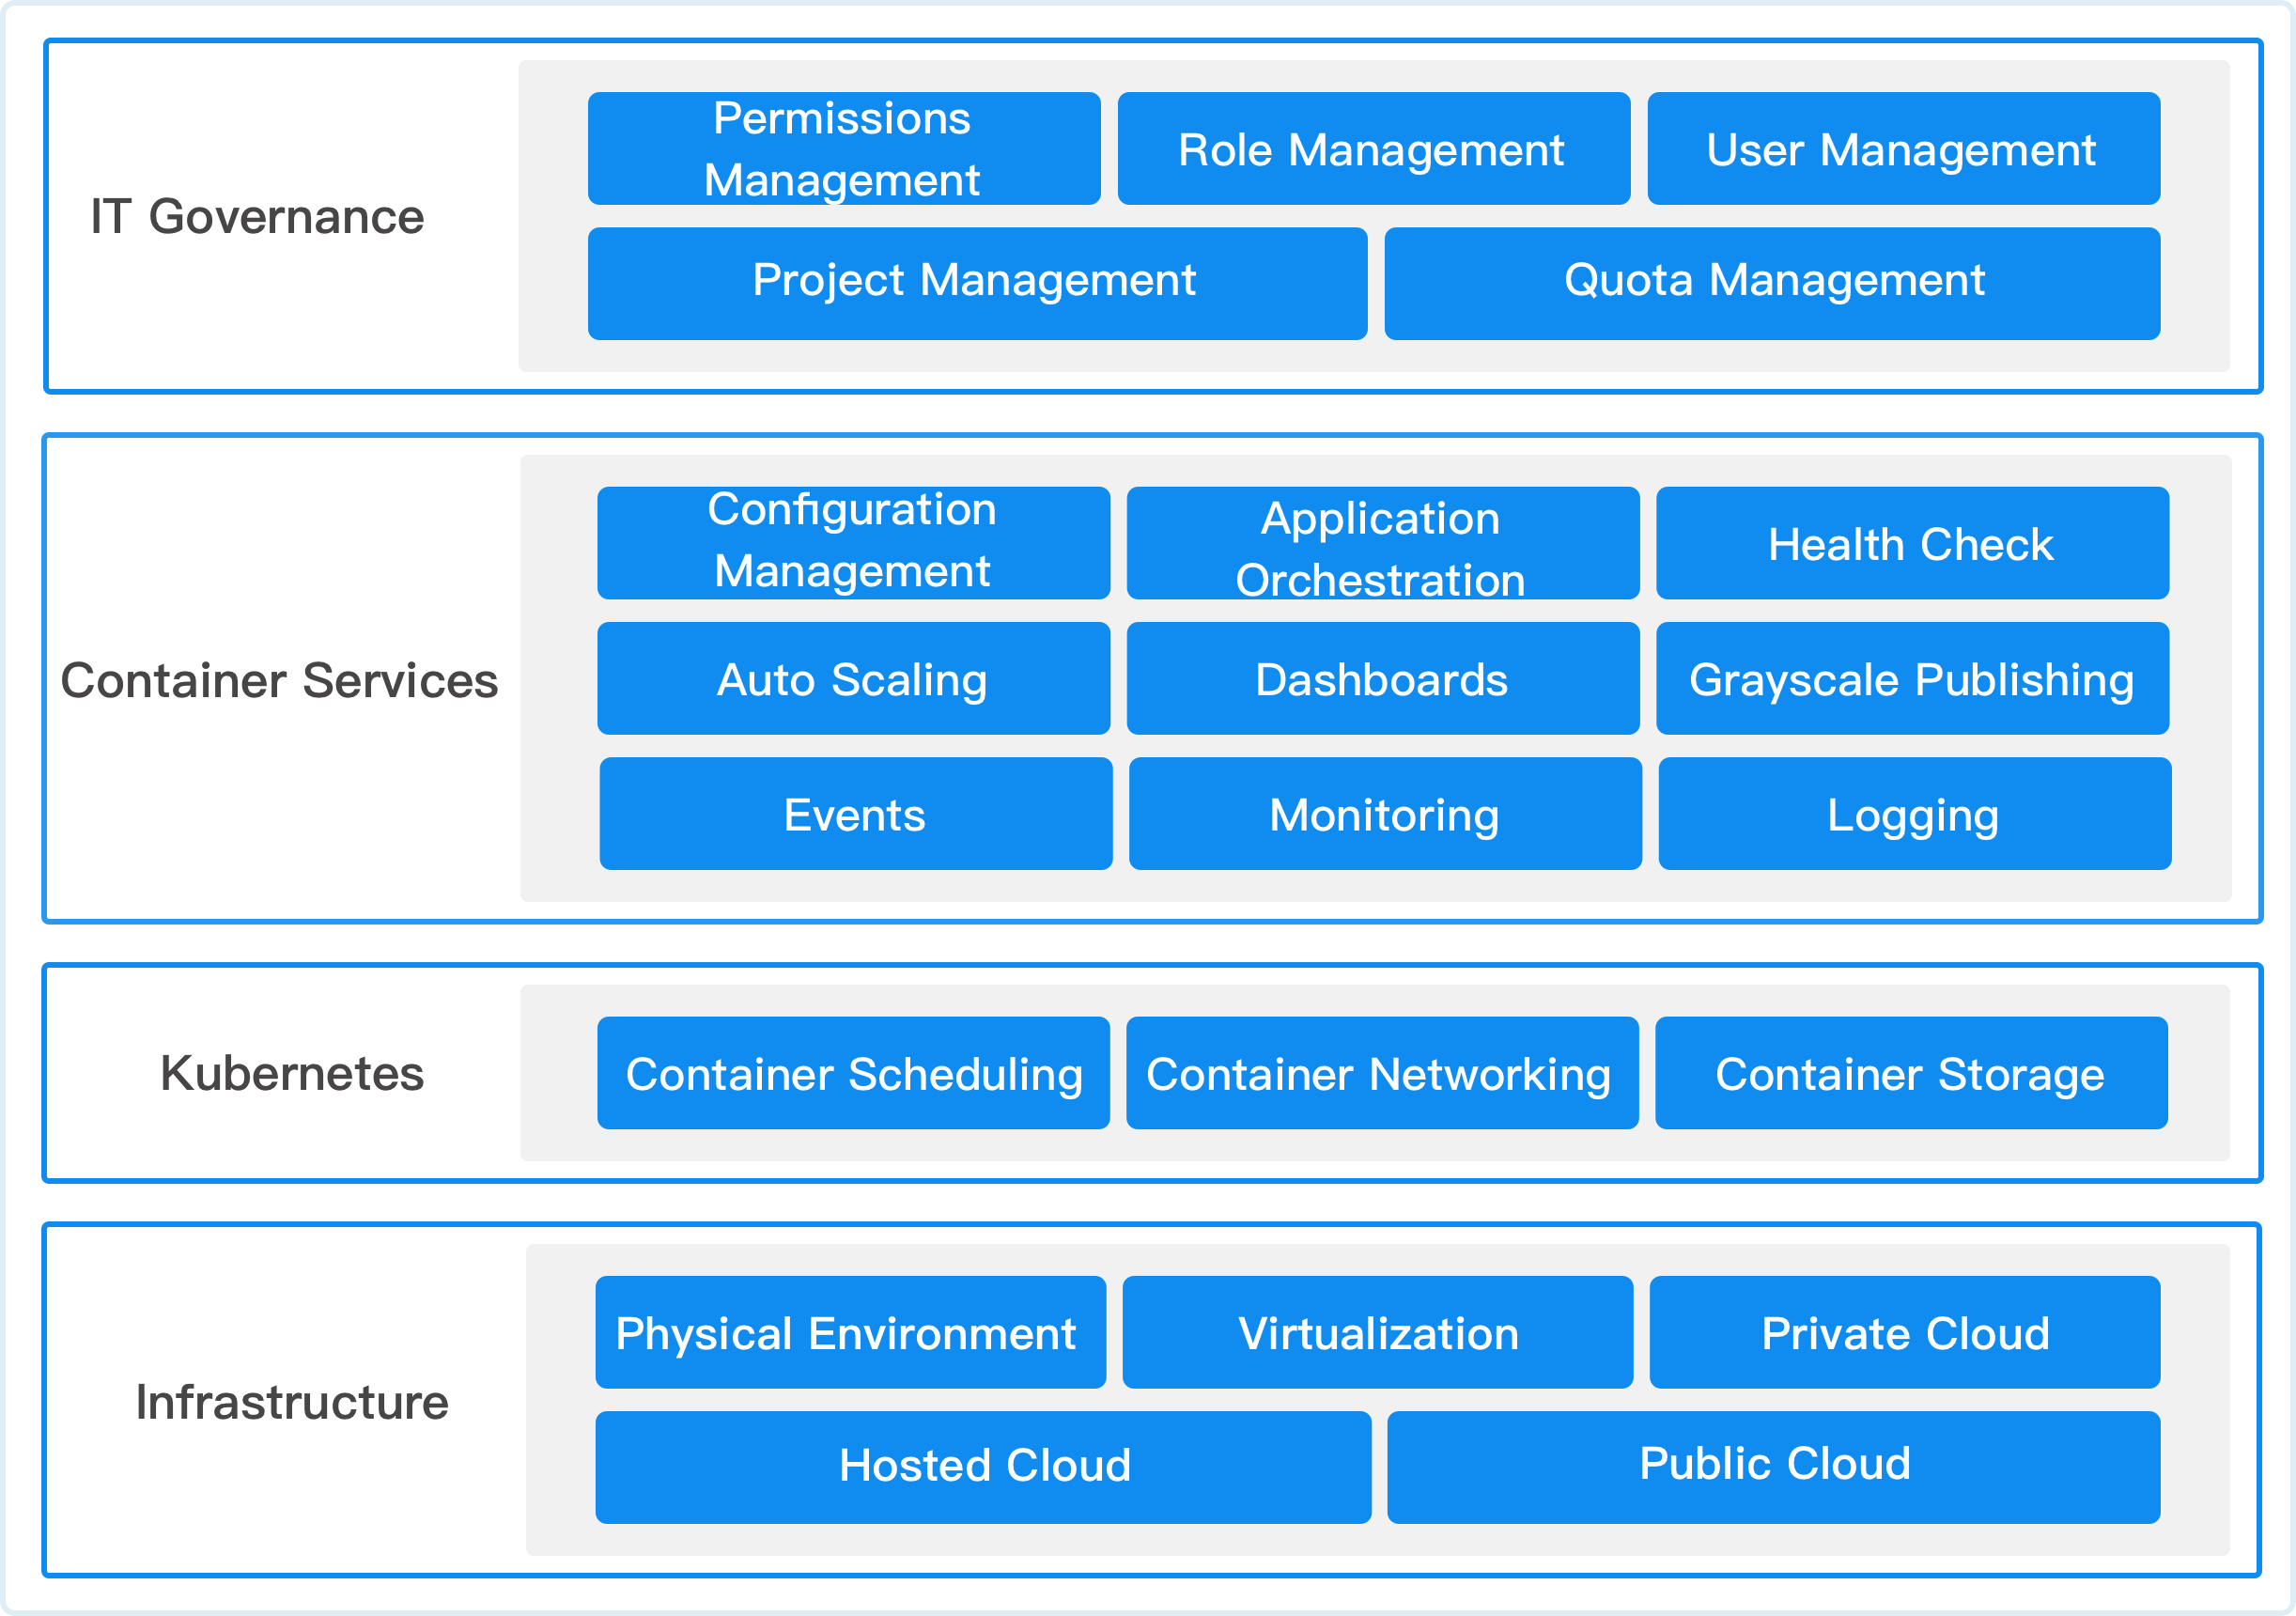 IT Governance
Permissions
Management
Role Management
User Management
Project Management
Quota Management
Container Services
Configuration
Management
Application
Orchestration
Health Check
Auto Scaling
Dashboards
Grayscale Publishing
Events
Monitoring
Logging
Kubernetes
Container Scheduling
Container Networking
Container Storage
Infrastructure
Physical Environment
Virtualization
Private Cloud
Hosted Cloud
Public Cloud